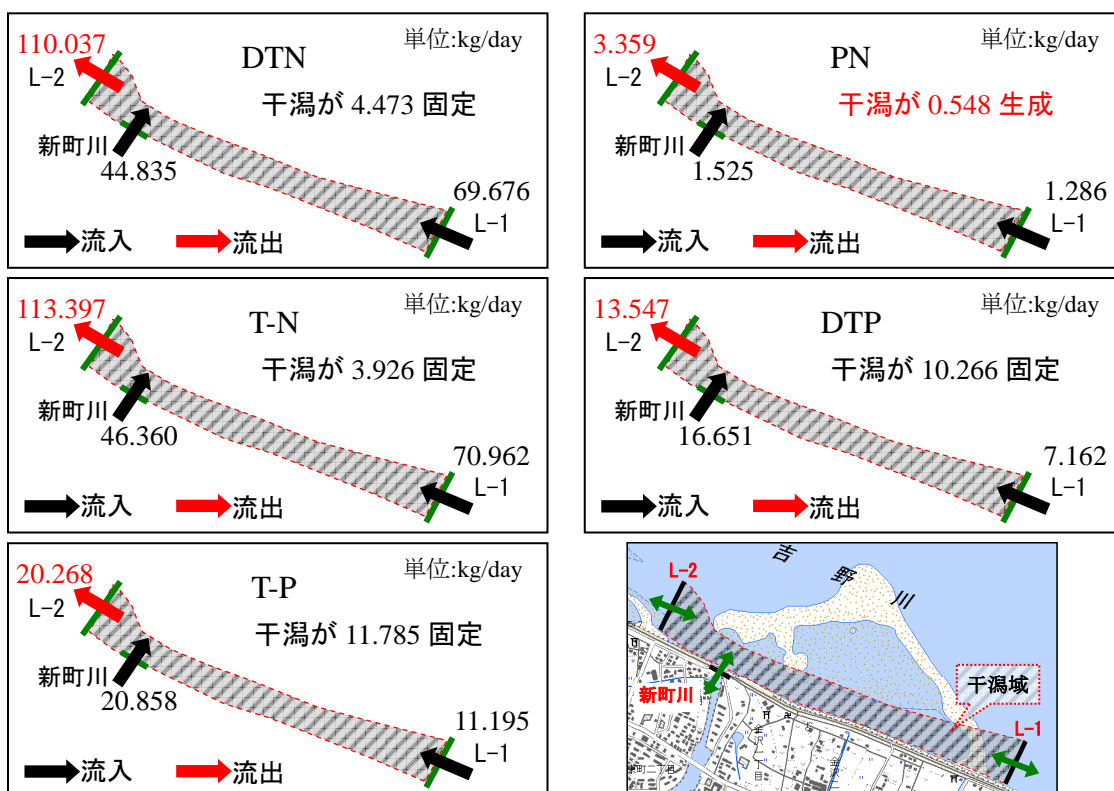 単位:kg/day
110.037
L-2
DTN
干潟が 4.473 固定
新町川
44.835
69.676
L-1
流入
流出
単位:kg/day
3.359
L-2
PN
干潟が 0.548 生成
新町川
1.525
1.286
L-1
流入
流出
単位:kg/day
113.397
L-2
T-N
干潟が 3.926 固定
新町川
46.360
70.962
L-1
流入
流出
単位:kg/day
13.547
L-2
DTP
干潟が 10.266 固定
新町川
16.651
7.162
L-1
流入
流出
単位:kg/day
20.268
L-2
T-P
干潟が 11.785 固定
新町川
20.858
11.195
L-1
流入
流出
吉野川
L-2
新町川
干潟域
L-1